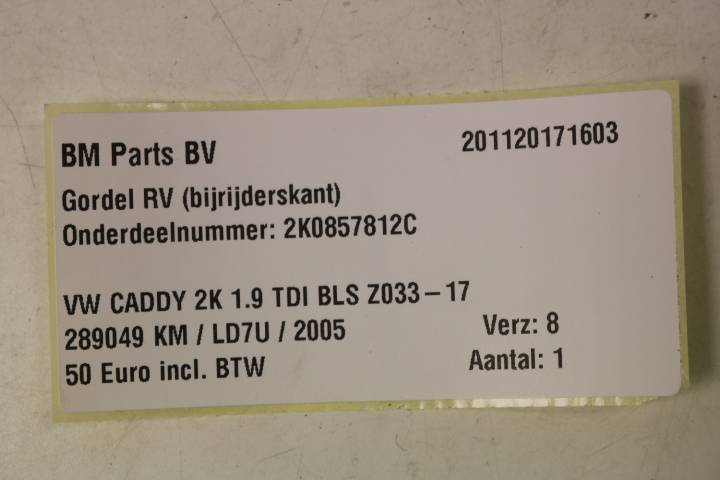 BM Parts BV 201120171603
Gordel RV (bijrijderskant)
Onderdeelnummer: 2K0857812C
VW CADDY 2K 1.9 TDI BLS Z033-17
289049 KM / LD7U / 2005 Verz: 8
50 Euro incl. BTW Aantal: 1